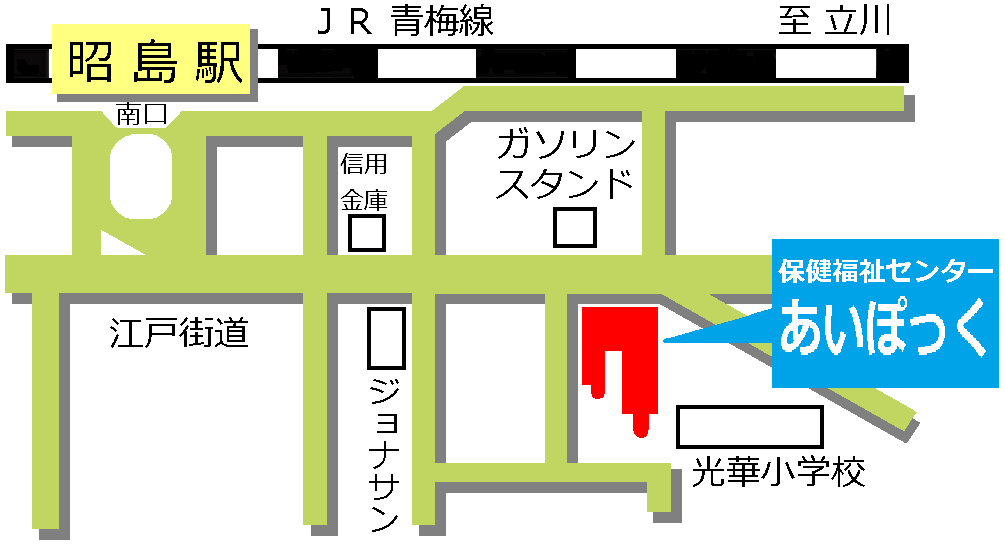 ＪＲ 青梅線
至 立川
昭島駅
南口
信用
金庫
ガソリン
スタンド
保健福祉センター
あいぽっく
江戸街道
ジョナサン
光華小学校